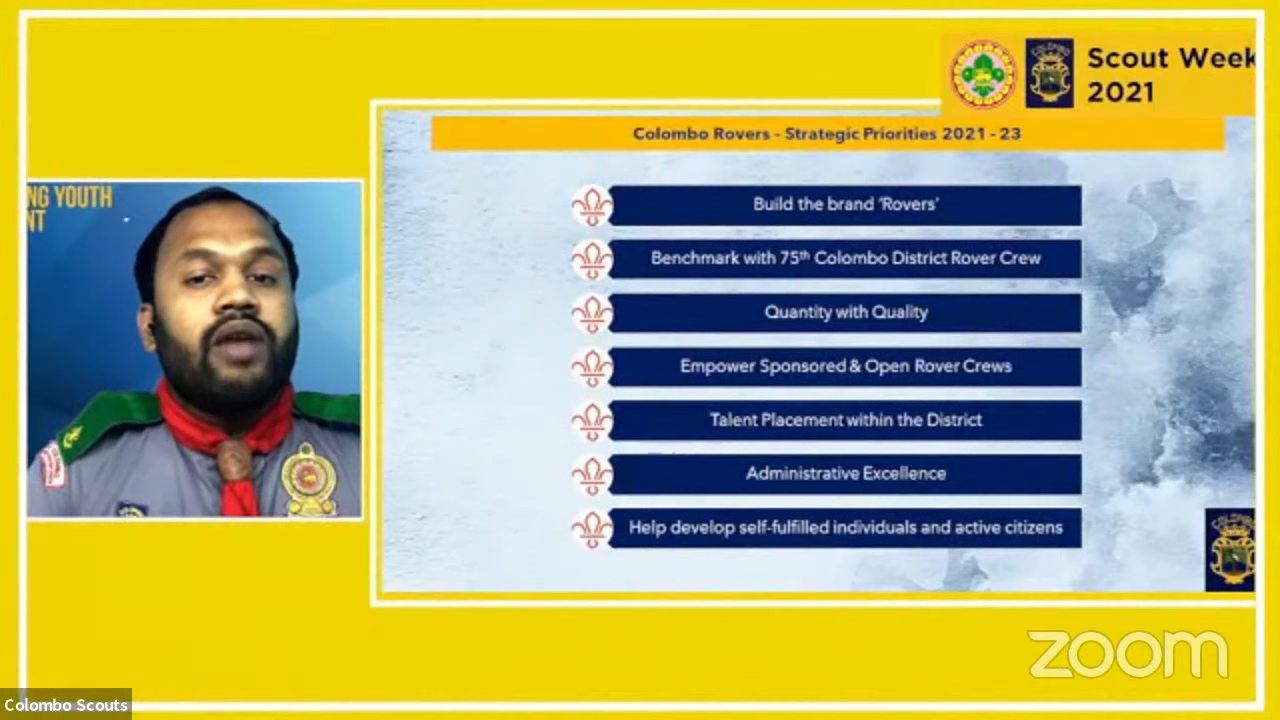 Scout Week
2021
Colombo Rovers - Strategic Priorities 2021 - 23
NG YOUTH
NT
Build the brand ‘Rovers’
Benchmark with 75th Colombo District Rover Crew
Quantity with Quality
Empower Sponsored & Open Rover Crews
Talent Placement within the District
Administrative Excellence
Help develop self-fulfilled individuals and active citizens
COLOMBO
COLOMBO
zoom
Colombo Scouts